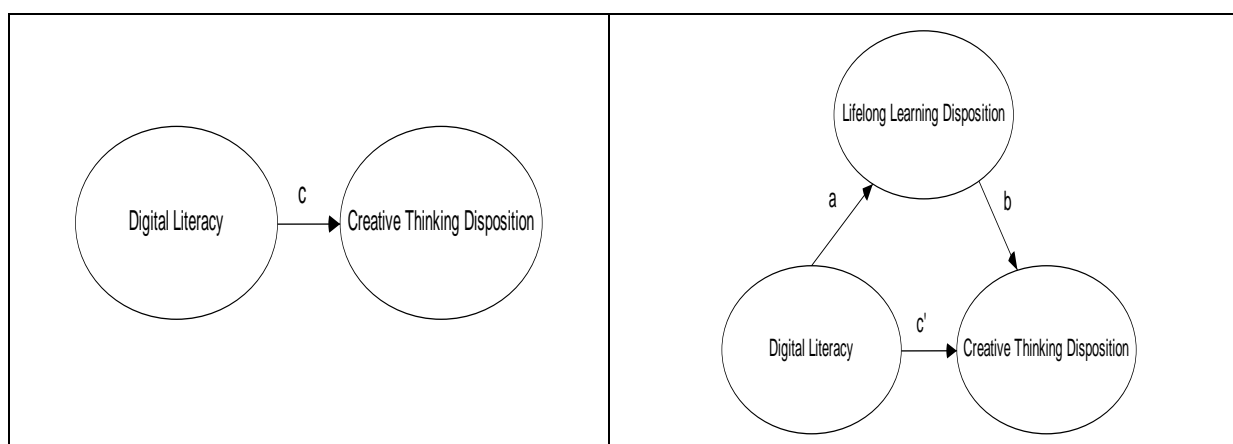 c
Digital Literacy
Creative Thinking Disposition
Lifelong Learning Disposition
a
b
c'
Digital Literacy
Creative Thinking Disposition